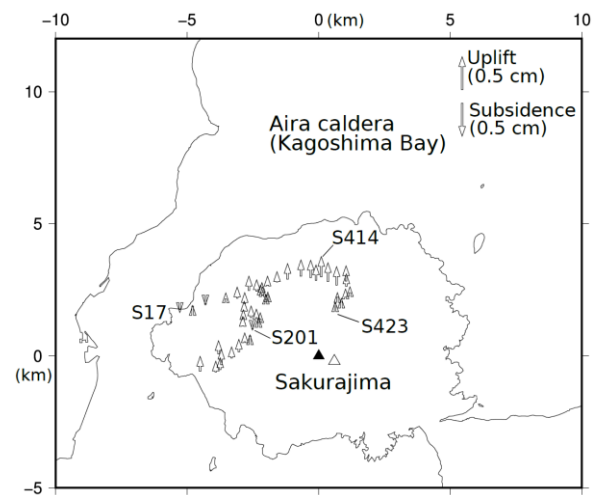 −10 −5 0 (km) 5 10
10
5
0
(km)
−5
Uplift
(0.5 cm)
Subsidence
(0.5 cm)
Aira caldera
(Kagoshima Bay)
S414
S17
S201
S423
Sakurajima